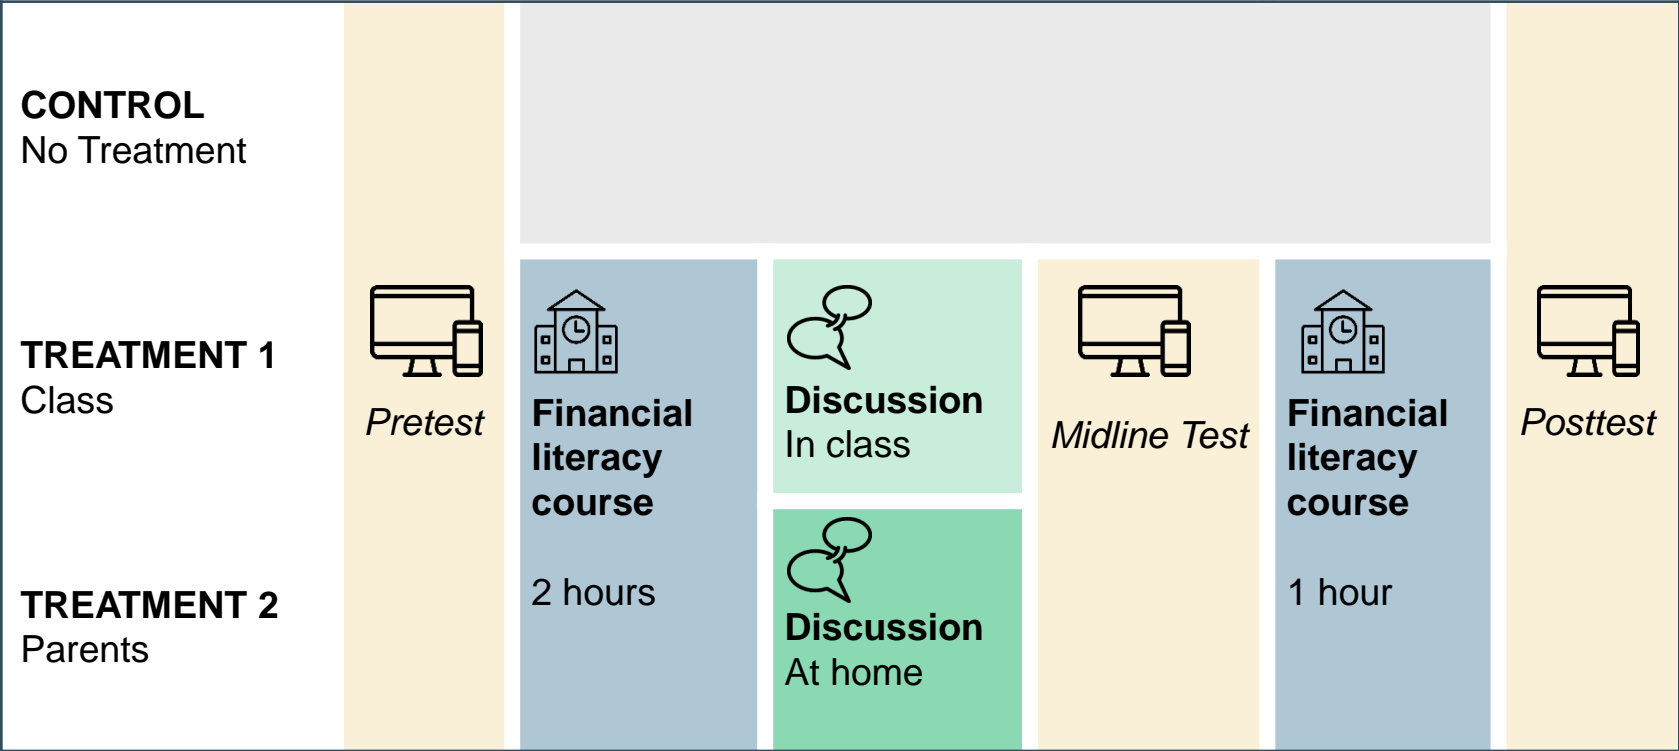 CONTROL
No Treatment
TREATMENT 1
Class
TREATMENT 2
Parents
Pretest
Financial
literacy
course
2 hours
Discussion
In class
Discussion
At home
Midline Test
Financial
literacy
course
1 hour
Posttest